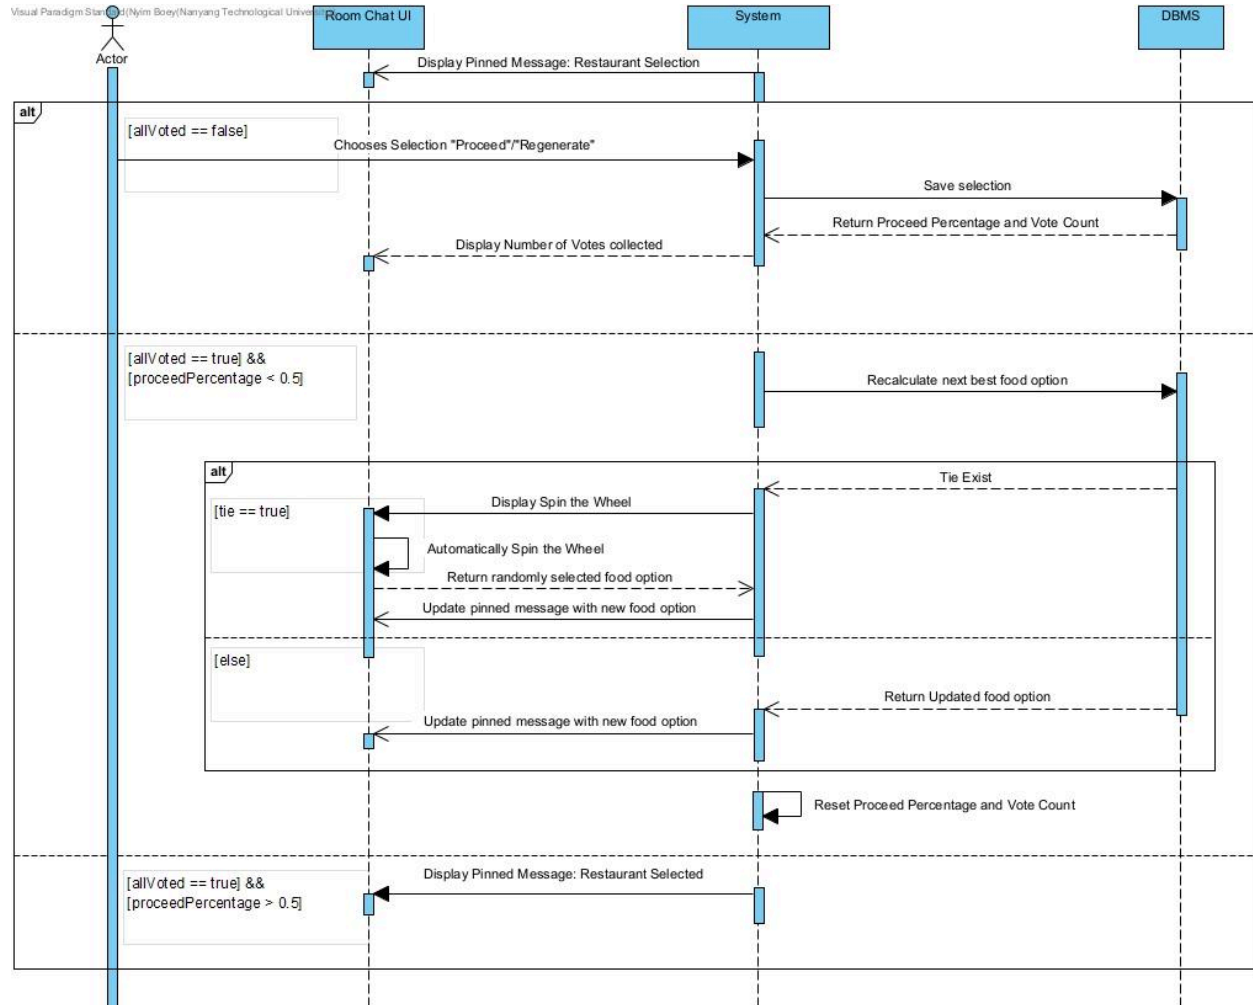 Visual Paradigm Standard(Nyim Boey(Nanyang Technological
Room Chat UI
System
DBMS
Actor
Display Pinned Message: Restaurant Selection
alt
[allVoted == false]
Chooses Selection "Proceed"/"Regenerate"
Save selection
Return Proceed Percentage and Vote Count
Display Number of Votes collected
[allVoted == true] &&
[proceedPercentage < 0.5]
Recalculate next best food option
alt
Tie Exist
[tie == true]
Display Spin the Wheel
Automatically Spin the Wheel
Return randomly selected food option
Update pinned message with new food option
[else]
Return Updated food option
Update pinned message with new food option
Reset Proceed Percentage and Vote Count
[allVoted == true] &&
[proceedPercentage > 0.5]
Display Pinned Message: Restaurant Selected